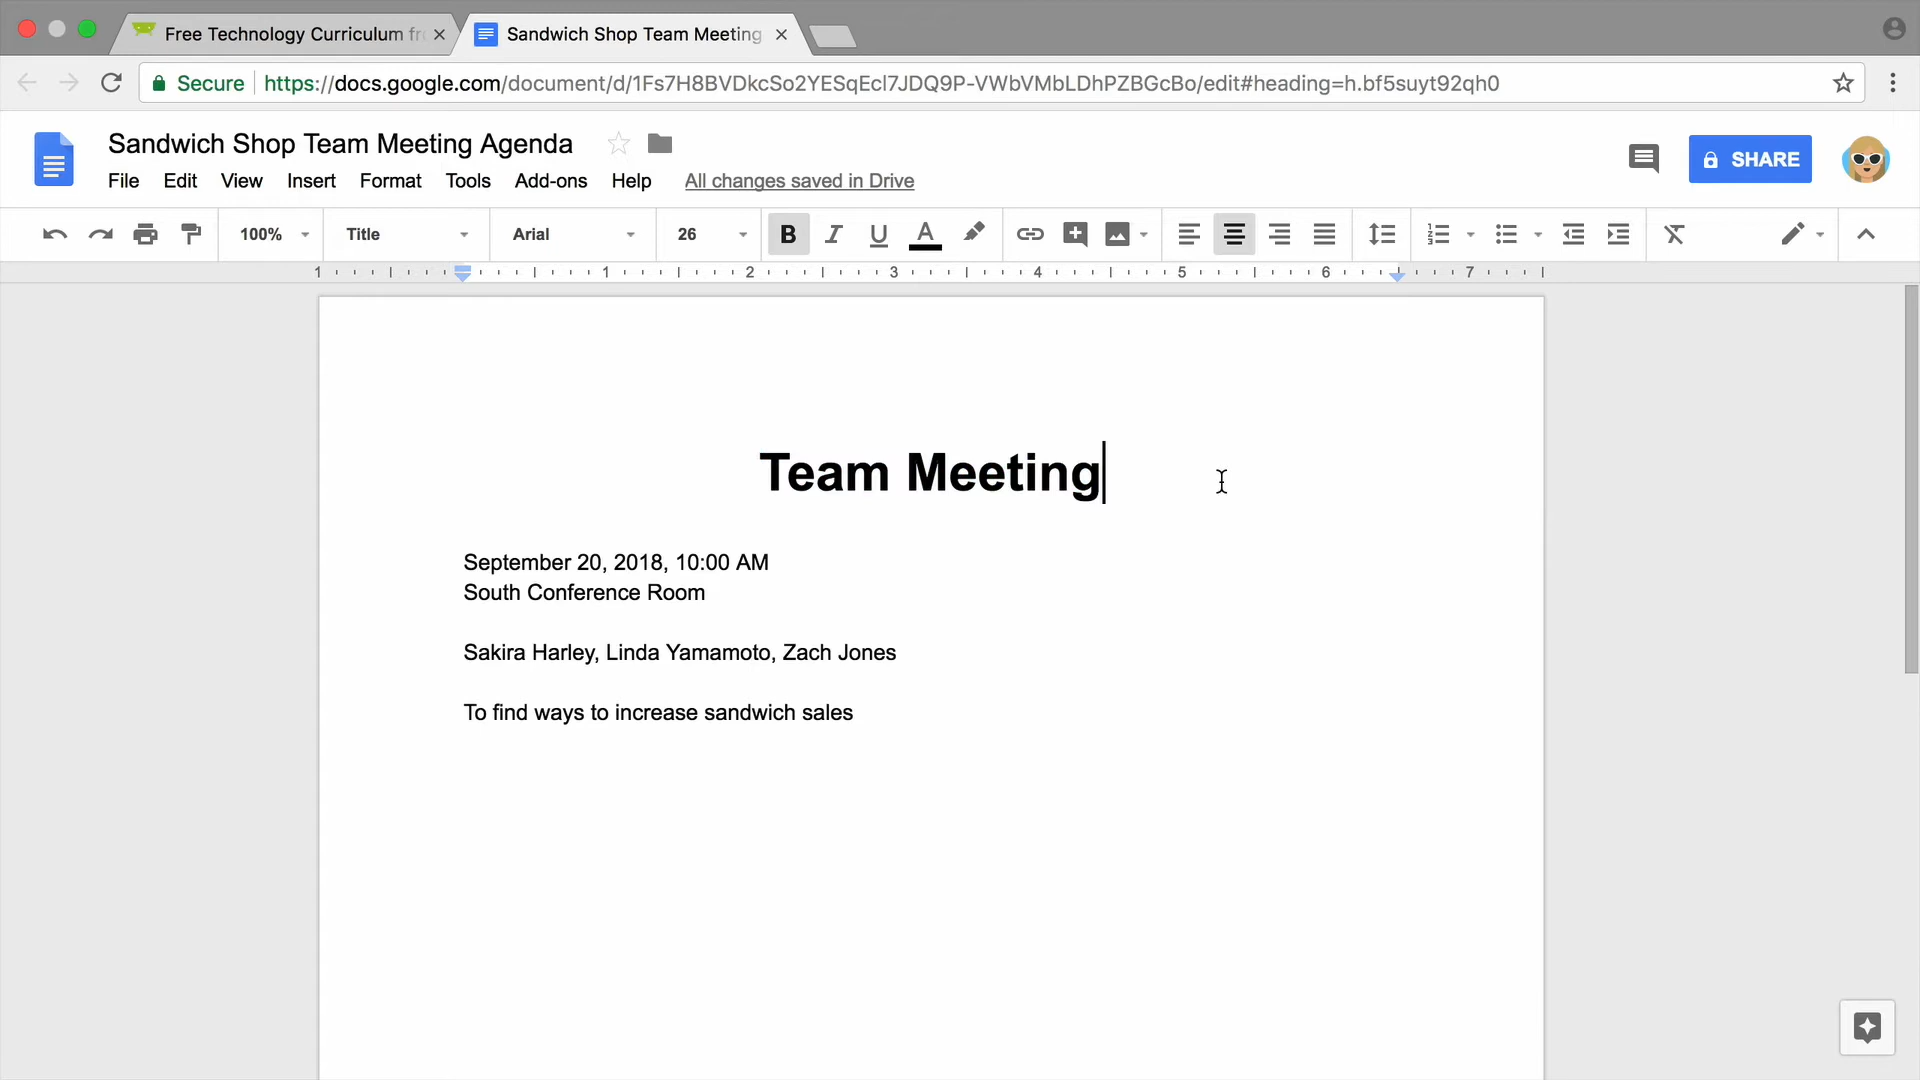 Free Technology Curriculum fr
Sandwich Shop Team Meeting
Secure
https://docs.google.com/document/d/1Fs7H8BVDkcSo2YESqEcl7JDQ9P-VWbVMbLDhPZBGcBo/edit#heading=h.bf5suyt92qh0
Sandwich Shop Team Meeting Agenda
File Edit View Insert Format Tools Add-ons Help All changes saved in Drive
SHARE
100% Title Arial 26 B I U A
1 1 2 3 4 5 6 7
Team Meeting
September 20, 2018, 10:00 AM
South Conference Room
Sakira Harley, Linda Yamamoto, Zach Jones
To find ways to increase sandwich sales